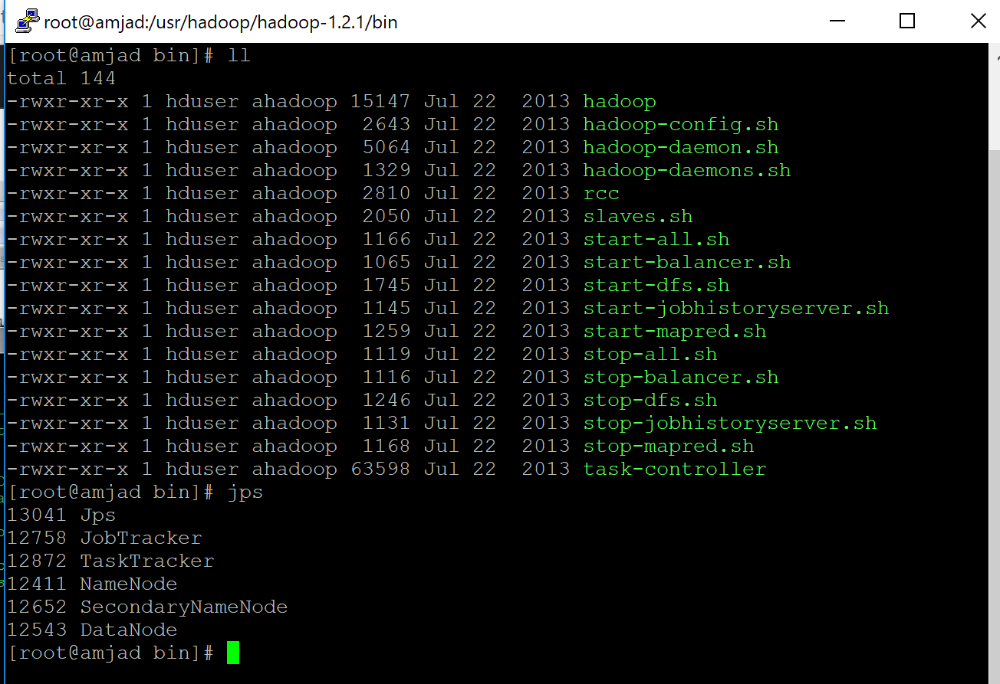 root@amjad:/usr/hadoop/hadoop-1.2.1/bin
[root@amjad bin]# ll
total 144
-rwxr-xr-x 1 hduser ahadoop 15147 Jul 22  2013 hadoop
-rwxr-xr-x 1 hduser ahadoop  2643 Jul 22  2013 hadoop-config.sh
-rwxr-xr-x 1 hduser ahadoop  5064 Jul 22  2013 hadoop-daemon.sh
-rwxr-xr-x 1 hduser ahadoop  1329 Jul 22  2013 hadoop-daemons.sh
-rwxr-xr-x 1 hduser ahadoop  2810 Jul 22  2013 rcc
-rwxr-xr-x 1 hduser ahadoop  2050 Jul 22  2013 slaves.sh
-rwxr-xr-x 1 hduser ahadoop  1166 Jul 22  2013 start-all.sh
-rwxr-xr-x 1 hduser ahadoop  1065 Jul 22  2013 start-balancer.sh
-rwxr-xr-x 1 hduser ahadoop  1745 Jul 22  2013 start-dfs.sh
-rwxr-xr-x 1 hduser ahadoop  1145 Jul 22  2013 start-jobhistoryserver.sh
-rwxr-xr-x 1 hduser ahadoop  1259 Jul 22  2013 start-mapred.sh
-rwxr-xr-x 1 hduser ahadoop  1119 Jul 22  2013 stop-all.sh
-rwxr-xr-x 1 hduser ahadoop  1116 Jul 22  2013 stop-balancer.sh
-rwxr-xr-x 1 hduser ahadoop  1246 Jul 22  2013 stop-dfs.sh
-rwxr-xr-x 1 hduser ahadoop  1131 Jul 22  2013 stop-jobhistoryserver.sh
-rwxr-xr-x 1 hduser ahadoop  1168 Jul 22  2013 stop-mapred.sh
-rwxr-xr-x 1 hduser ahadoop 63598 Jul 22  2013 task-controller
[root@amjad bin]# jps
13041 Jps
12758 JobTracker
12872 TaskTracker
12411 NameNode
12652 SecondaryNameNode
12543 DataNode
[root@amjad bin]#